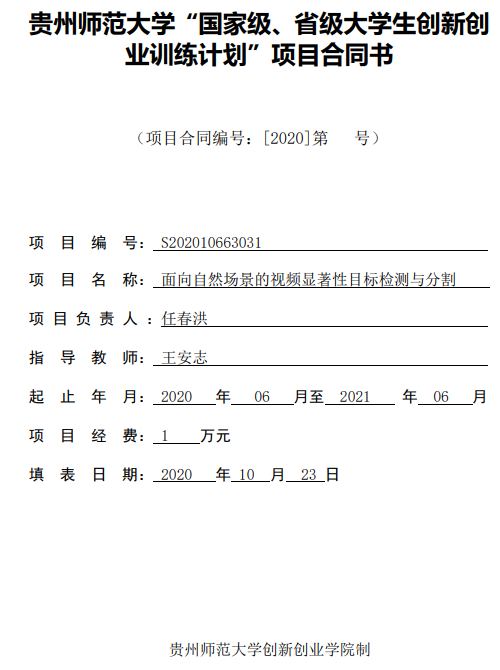 贵州师范大学“国家级、省级大学生创新创
业训练计划”项目合同书
（项目合同编号：[2020]第 号）
项 目 编 号： S202010663031
项 目 名 称： 面向自然场景的视频显著性目标检测与分割
项 目 负 责 人 ：任春洪
指 导 教 师： 王安志
起 止 年 月： 2020 年 06 月至 2021 年 06 月
项 目 经 费： 1 万元
填 表 日 期： 2020 年 10 月 23 日
贵州师范大学创新创业学院制